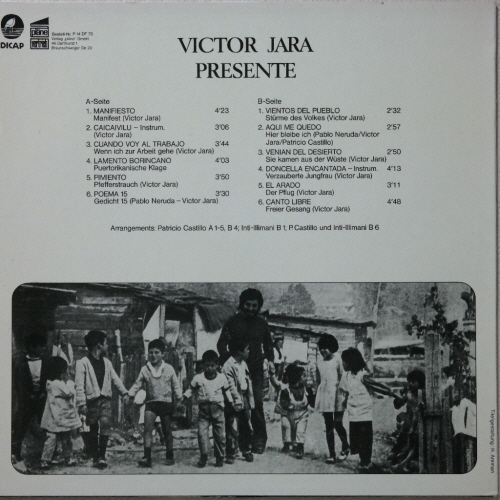 DICAP
pläne
VICTOR JARA
PRESENTE
A-Seite
1. MANIFIESTO 4'23
Manifest (Victor Jara)
2. CAICAIVILU – Instrum. 3'06
(Victor Jara)
3. CUANDO VOY AL TRABAJO 3'44
Wenn ich zur Arbeit gehe (Victor Jara)
4. LAMENTO BORINCANO 4'03
Puertorikanische Klage
5. PIMIENTO 3'50
Pfefferstrauch (Victor Jara)
6. POEMA 15 3'30
Gedicht 15 (Pablo Neruda – Victor Jara)
B-Seite
1. VIENTOS DEL PUEBLO 2'32
Stürme des Volkes (Victor Jara)
2. AQUI ME QUEDO 2'57
Hier bleibe ich (Pablo Neruda/Victor
Jara/Patricio Castillo)
3. VENIAN DEL DESIERTO 2'50
Sie kamen aus der Wüste (Victor Jara)
4. DONCELLA ENCANTADA – Instrum. 4'13
Verzauberte Jungfrau (Victor Jara)
5. EL ARADO 3'11
Der Pflug (Victor Jara)
6. CANTO LIBRE 4'48
Freier Gesang (Victor Jara)
Arrangements: Patricio Castillo A 1-5, B 4; Inti-Illimani B 1, P. Castillo und Inti-Illimani B 6